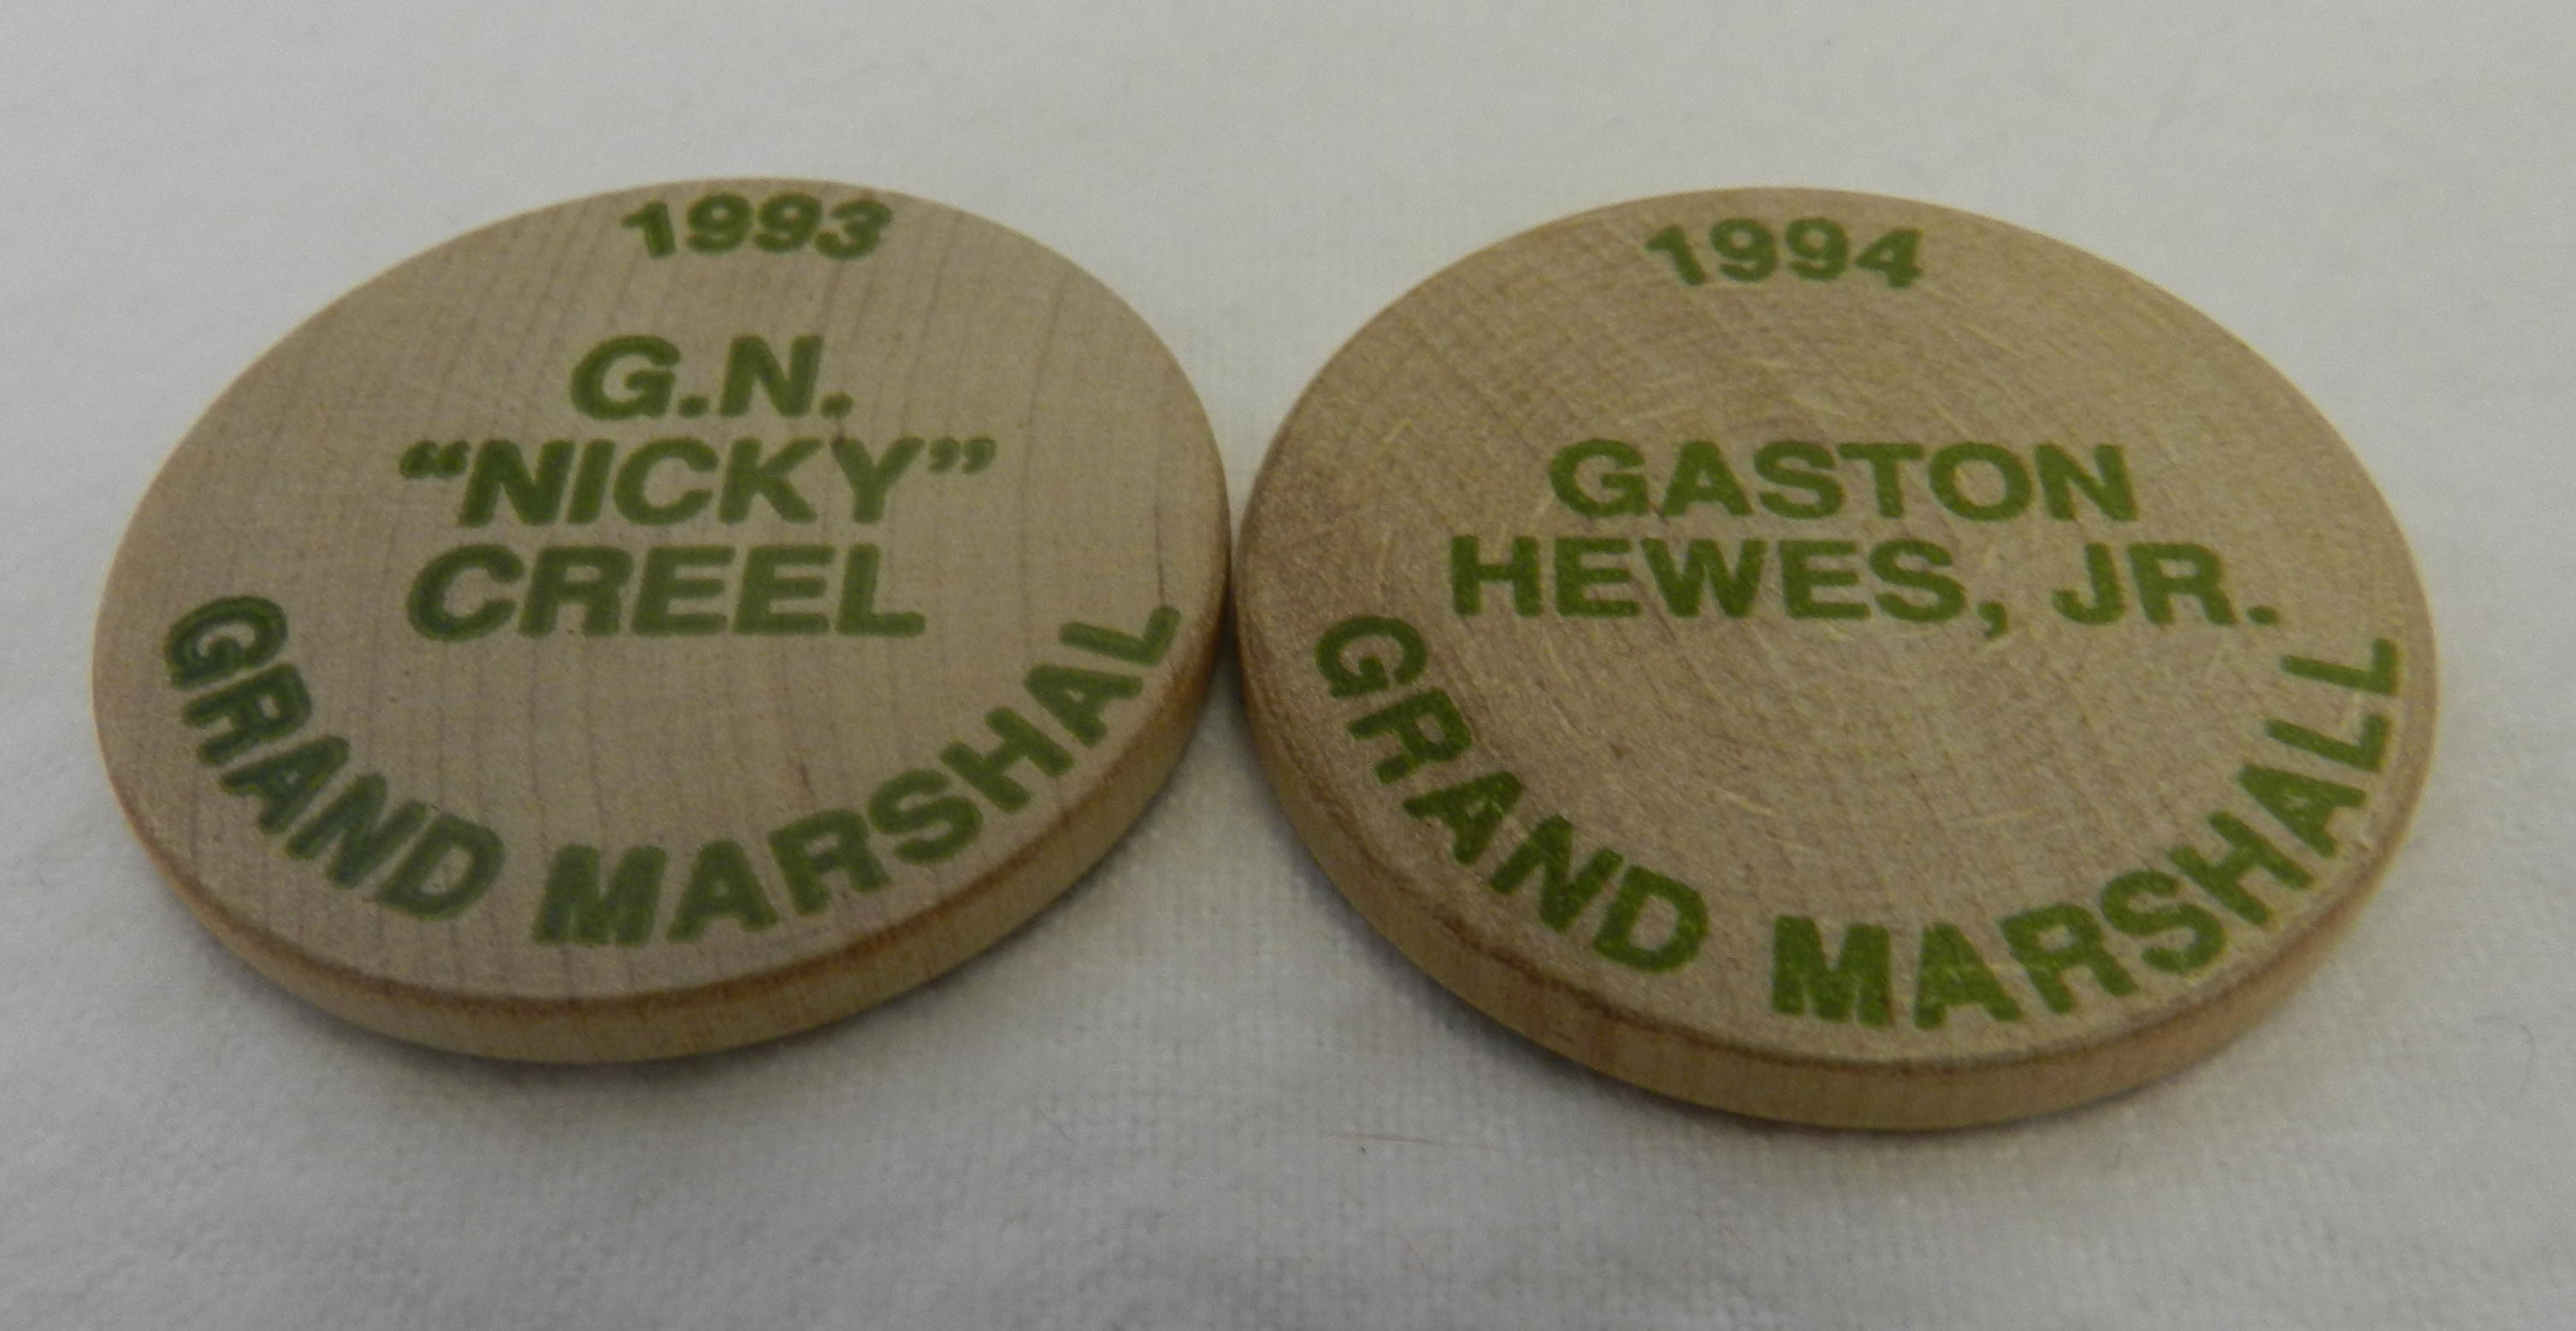 1993
G.N.
“NICKY”
CREEL
GRAND MARSHAL
1994
GASTON
HEWES, JR.
GRAND MARSHALL